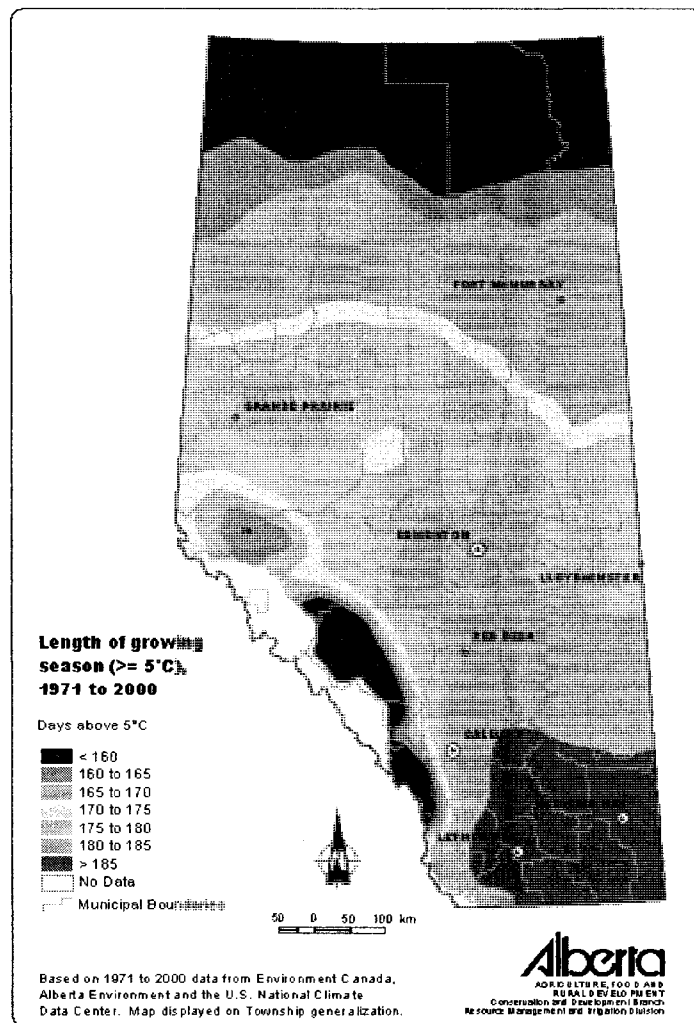 FORT McMURRAY
GRANDE PRAIRIE
EDMONTON
LLOYDMINSTER
RED DEER
Length of growing
season (>= 5°C),
1971 to 2000
Days above 5°C
< 160
160 to 165
165 to 170
170 to 175
175 to 180
180 to 185
> 185
No Data
Municipal Boundaries
50 0 50 100 km
Based on 1971 to 2000 data from Environment Canada,
Alberta Environment and the U.S. National Climate
Data Center. Map displayed on Township generalization.
Alberta
AGRICULTURE, FOOD AND
RURAL DEVELOPMENT
Conservation and Development Branch
Resource Management and Irrigation Division